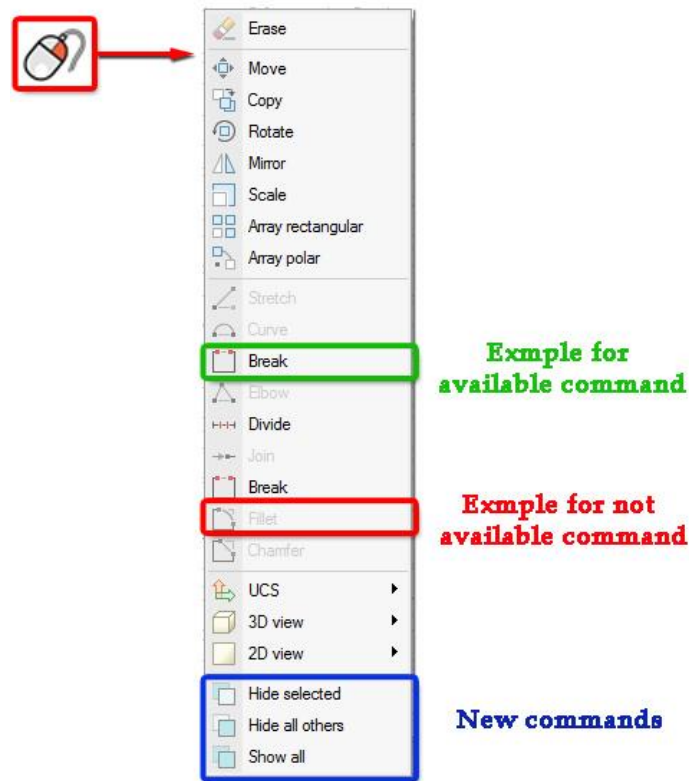 Erase
Move
Copy
Rotate
Mirror
Scale
Array rectangular
Array polar
Stretch
Curve
Break
Exmple for
available command
Elbow
Divide
Join
Break
Fillet
Exmple for not
available command
Chamfer
UCS
3D view
2D view
Hide selected
Hide all others
Show all
New commands